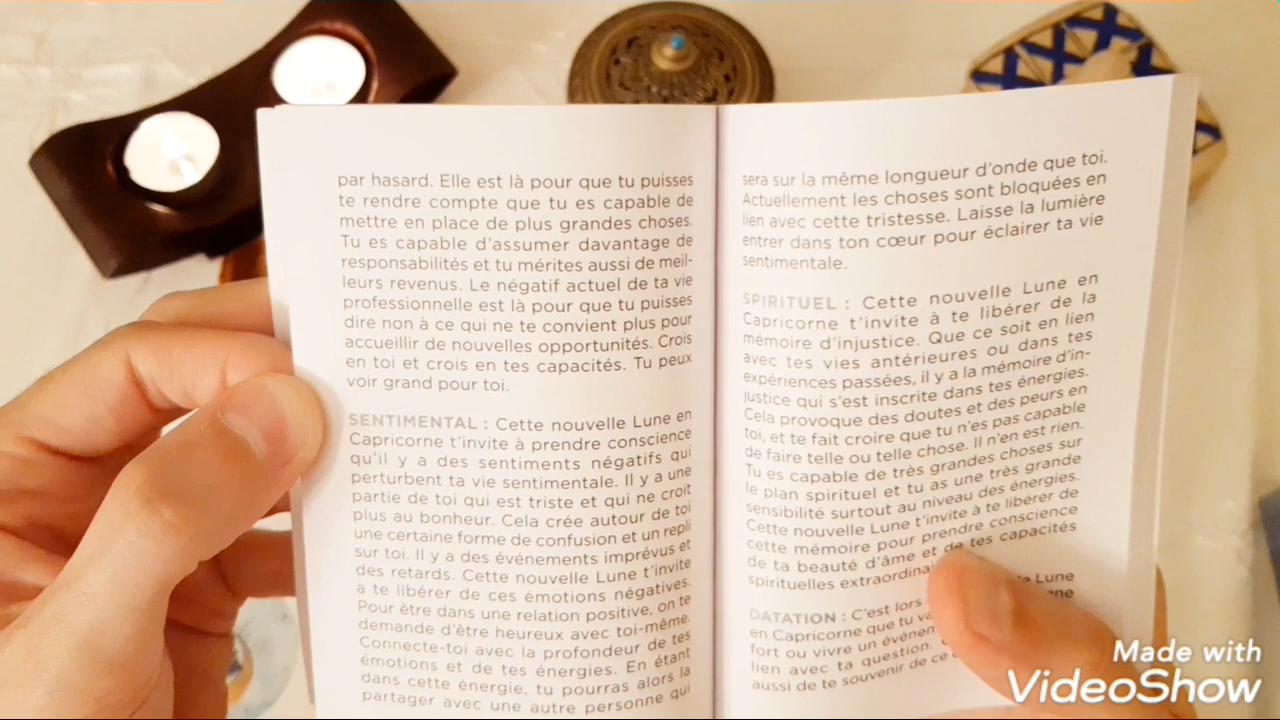 par hasard. Elle est là pour que tu puisses
te rendre compte que tu es capable de
mettre en place de plus grandes choses.
Tu es capable d'assumer davantage de
responsabilités et tu mérites aussi de meil-
leurs revenus. Le négatif actuel de ta vie
professionnelle est là pour que tu puisses
dire non à ce qui ne te convient plus pour
accueillir de nouvelles opportunités. Crois
en toi et crois en tes capacités. Tu peux
voir grand pour toi.
SENTIMENTAL : Cette nouvelle Lune en
Capricorne t'invite à prendre conscience
qu'il y a des sentiments négatifs qui
perturbent ta vie sentimentale. Il y a une
partie de toi qui est triste et qui ne croit
plus au bonheur. Cela crée autour de toi
une certaine forme de confusion et un repli
sur toi. Il y a des événements imprévus et
des retards. Cette nouvelle Lune t'invite
à te libérer de ces émotions négatives.
Pour être dans une relation positive, on te
demande d'être heureux avec toi-même.
Connecte-toi avec la profondeur de tes
émotions et de tes énergies. En étant
dans cette énergie, tu pourras alors la
partager avec une autre personne qui
sera sur la même longueur d'onde que toi.
Actuellement les choses sont bloquées en
lien avec cette tristesse. Laisse la lumière
entrer dans ton cœur pour éclairer ta vie
sentimentale.
SPIRITUEL : Cette nouvelle Lune en
Capricorne t'invite à te libérer de la
mémoire d'injustice. Que ce soit en lien
avec tes vies antérieures ou dans tes
expériences passées, il y a la mémoire d'in-
justice qui s'est inscrite dans tes énergies.
Cela provoque des doutes et des peurs en
toi, et te fait croire que tu n'es pas capable
de faire telle ou telle chose. Il n'en est rien.
Tu es capable de très grandes choses sur
le plan spirituel et tu as une très grande
sensibilité surtout au niveau des énergies.
Cette nouvelle Lune t'invite à te libérer de
cette mémoire pour prendre conscience
de ta beauté d'âme et de tes capacités
spirituelles
DATATION : C'est lors Lune
en Capricorne que tu
fort ou vivre un
lien avec ta question.
aussi de te souvenir de
Made with
VideoShow